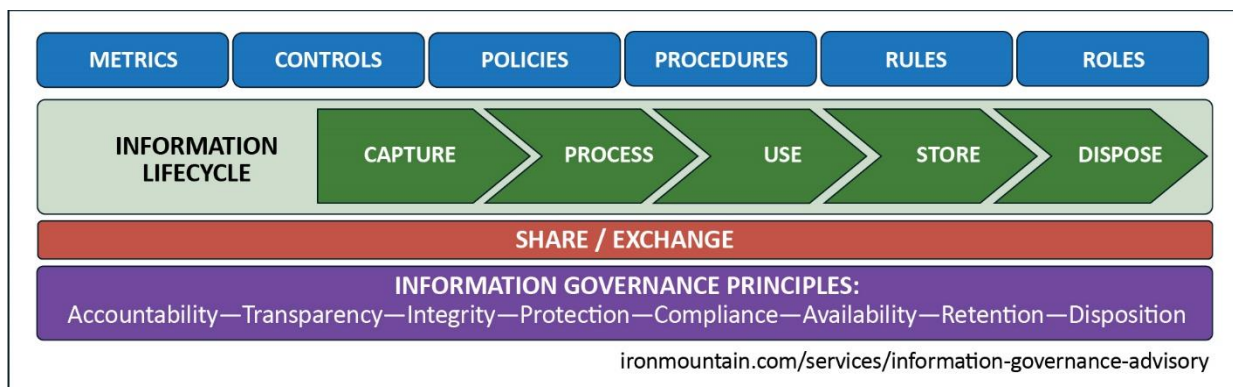 METRICS CONTROLS POLICIES PROCEDURES RULES ROLES
INFORMATION
LIFECYCLE
CAPTURE PROCESS USE STORE DISPOSE
SHARE / EXCHANGE
INFORMATION GOVERNANCE PRINCIPLES:
Accountability—Transparency—Integrity—Protection—Compliance—Availability—Retention—Disposition
ironmountain.com/services/information-governance-advisory